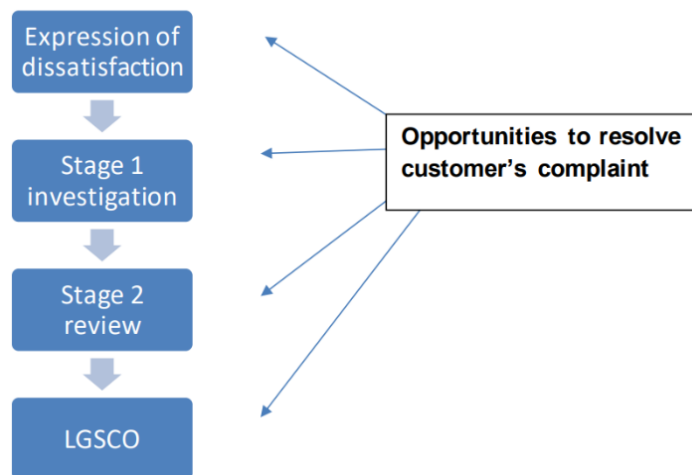 Expression of
dissatisfaction
Opportunities to resolve
customer's complaint
Stage 1
investigation
Stage 2
review
LGSCO